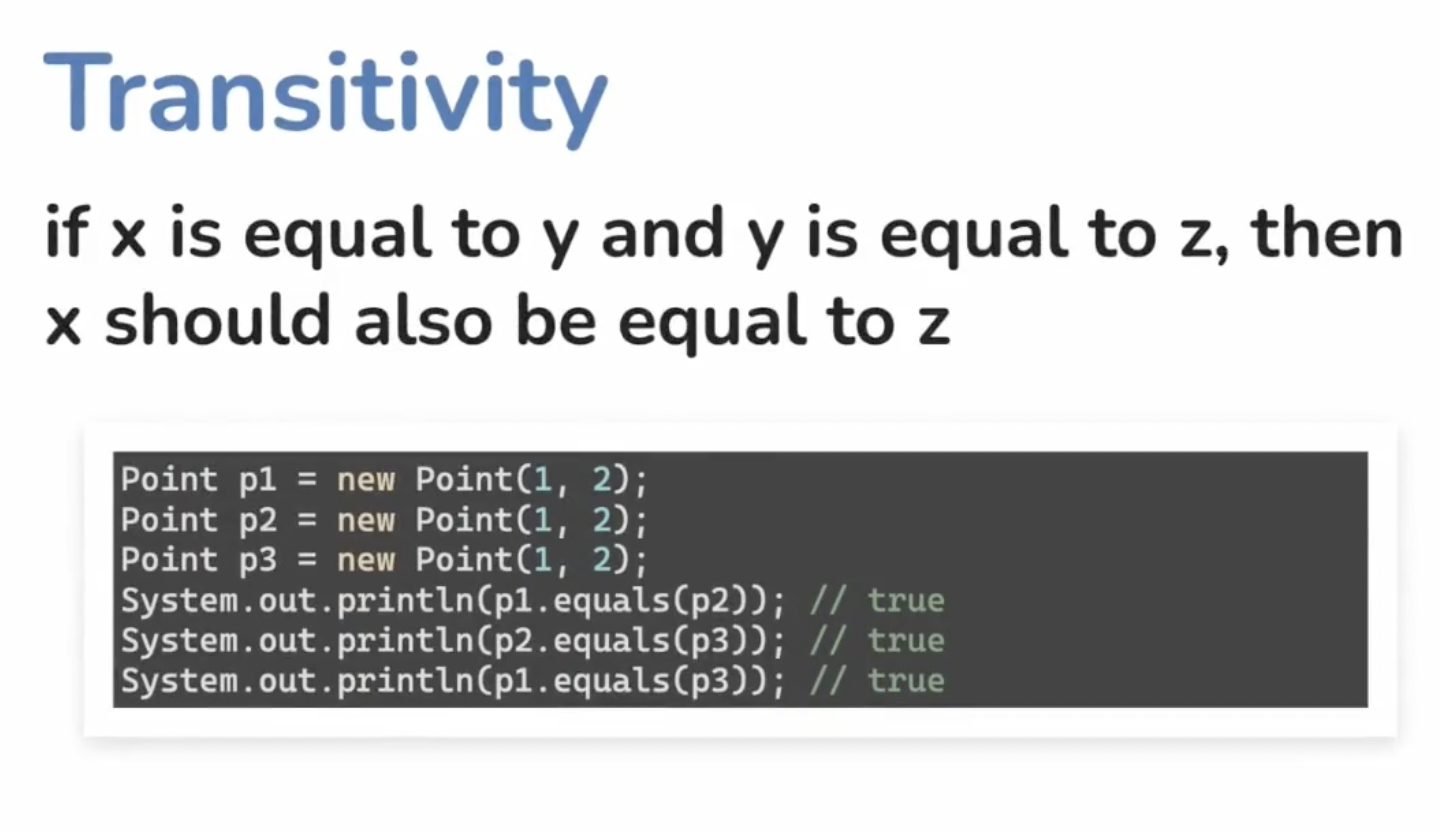 Transitivity
if x is equal to y and y is equal to z, then
x should also be equal to z
Point p1 = new Point(1, 2);
Point p2 = new Point(1, 2);
Point p3 = new Point(1, 2);
System.out.println(p1.equals(p2)); // true
System.out.println(p2.equals(p3)); // true
System.out.println(p1.equals(p3)); // true